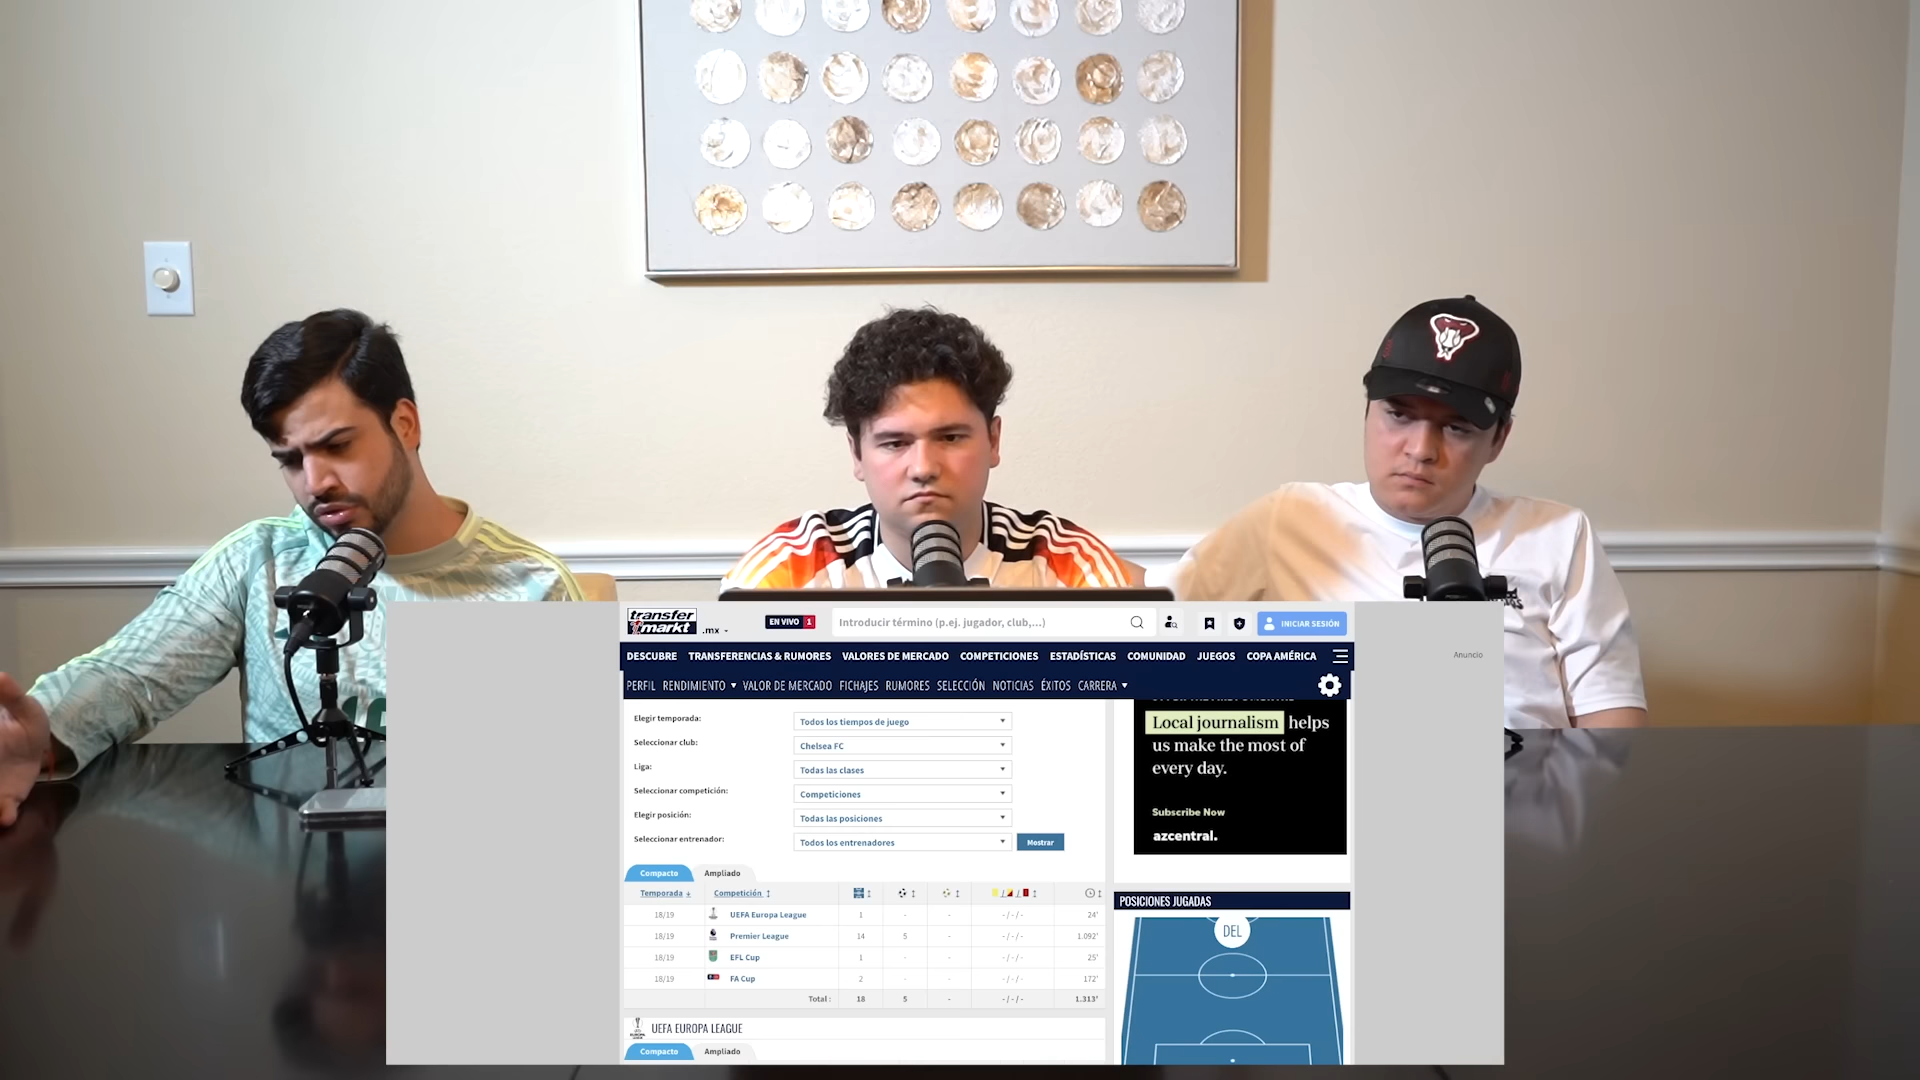 transfer
markt
.mx
EN VIVO 1
Introducir término (p.ej. jugador, club,...)
INICIAR SESIÓN
DESCUBRE TRANSFERENCIAS & RUMORES VALORES DE MERCADO COMPETICIONES ESTADÍSTICAS COMUNIDAD JUEGOS COPA AMÉRICA
PERFIL RENDIMIENTO VALOR DE MERCADO FICHAJES RUMORES SELECCIÓN NOTICIAS ÉXITOS CARRERA
Anuncio
Elegir temporada: Todos los tiempos de juego
Seleccionar club: Chelsea FC
Liga: Todas las clases
Seleccionar competición: Competiciones
Elegir posición: Todas las posiciones
Seleccionar entrenador: Todos los entrenadores Mostrar
Local journalism helps
us make the most of
every day.
Subscribe Now
azcentral.
Compacto Ampliado
Temporada Competición
18/19 UEFA Europa League 1 - - - / - / - 24'
18/19 Premier League 14 5 - - / - / - 1.092'
18/19 EFL Cup 1 - - - / - / - 25'
18/19 FA Cup 2 - - - / - / - 172'
Total : 18 5 - - / - / - 1.313'
UEFA EUROPA LEAGUE
Compacto Ampliado
POSICIONES JUGADAS
DEL